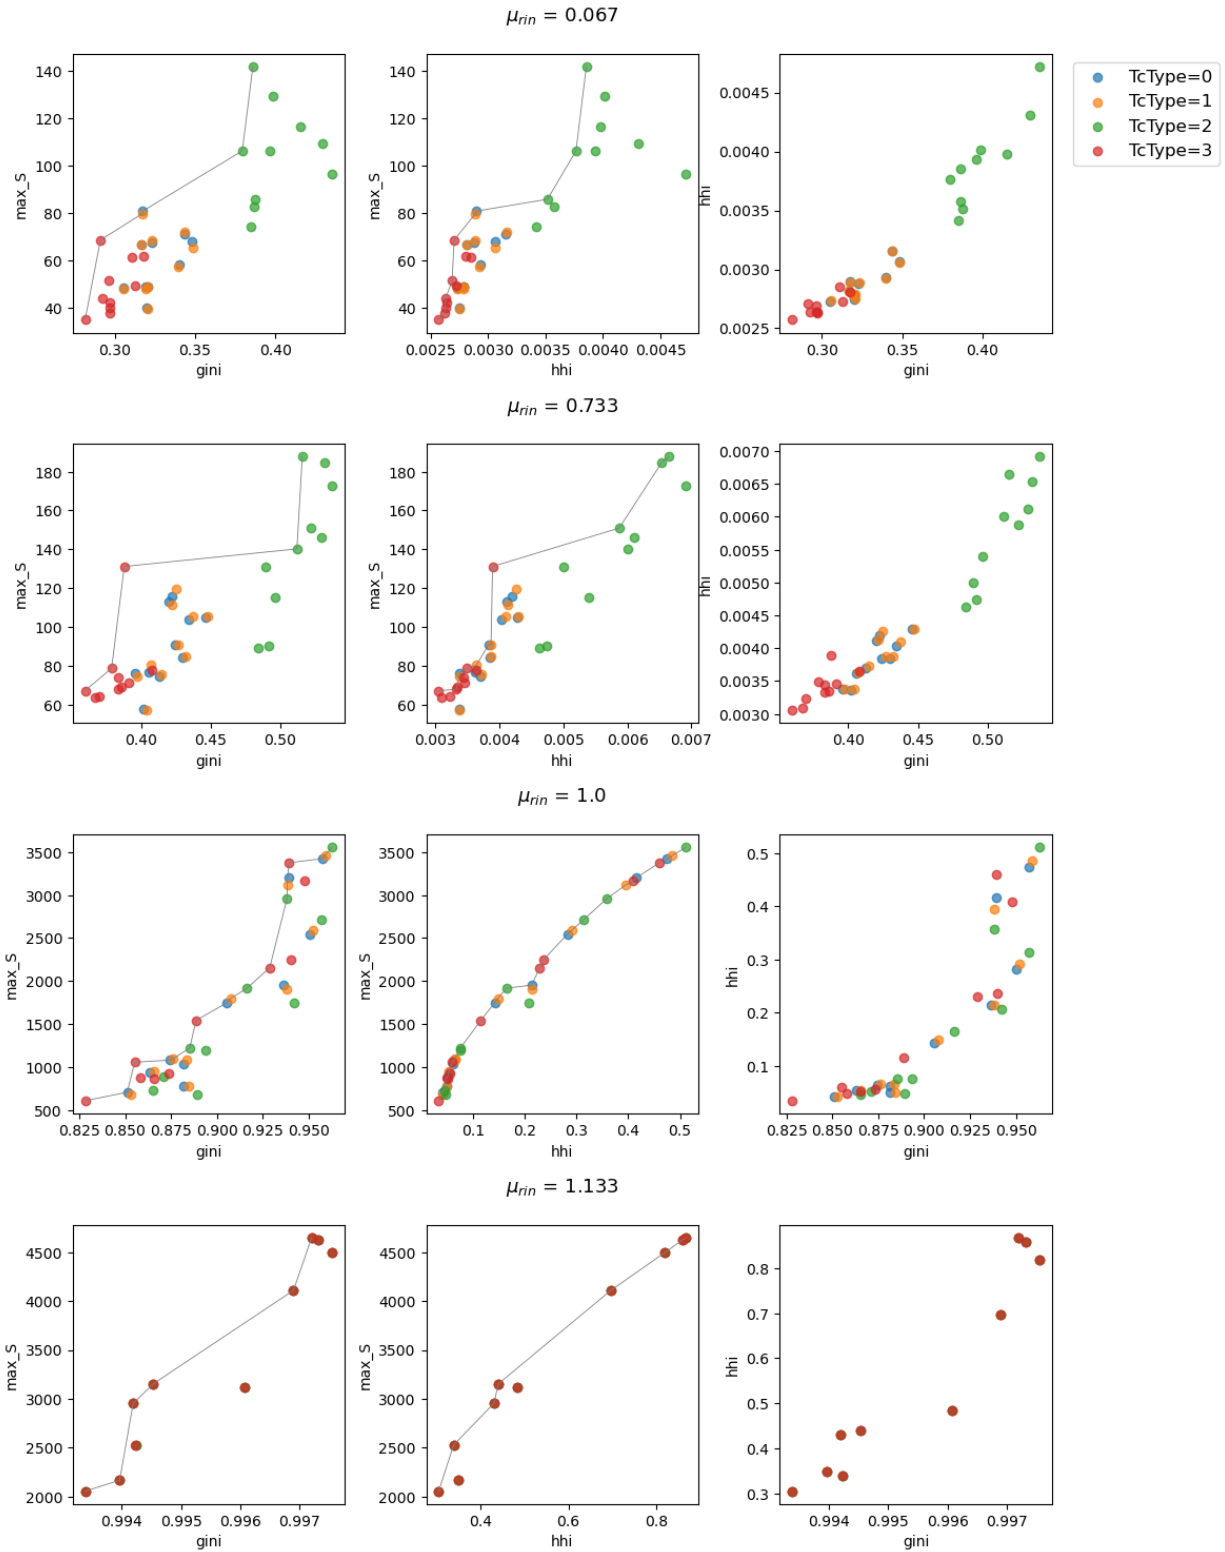 μrin = 0.067
140
120
100
80
60
40
max_S
0.30 0.35 0.40
gini
140
120
100
80
60
40
max_S
0.0025 0.0030 0.0035 0.0040 0.0045
hhi
0.0045
0.0040
0.0035
0.0030
0.0025
hhi
0.30 0.35 0.40
gini
TcType=0
TcType=1
TcType=2
TcType=3
μrin = 0.733
180
160
140
120
100
80
60
max_S
0.40 0.45 0.50
gini
180
160
140
120
100
80
60
max_S
0.003 0.004 0.005 0.006 0.007
hhi
0.0070
0.0065
0.0060
0.0055
0.0050
0.0045
0.0040
0.0035
0.0030
hhi
0.40 0.45 0.50
gini
μrin = 1.0
3500
3000
2500
2000
1500
1000
500
max_S
0.825 0.850 0.875 0.900 0.925 0.950
gini
3500
3000
2500
2000
1500
1000
500
max_S
0.1 0.2 0.3 0.4 0.5
hhi
0.5
0.4
0.3
0.2
0.1
hhi
0.825 0.850 0.875 0.900 0.925 0.950
gini
μrin = 1.133
4500
4000
3500
3000
2500
2000
max_S
0.994 0.995 0.996 0.997
gini
4500
4000
3500
3000
2500
2000
max_S
0.4 0.6 0.8
hhi
0.8
0.7
0.6
0.5
0.4
0.3
hhi
0.994 0.995 0.996 0.997
gini